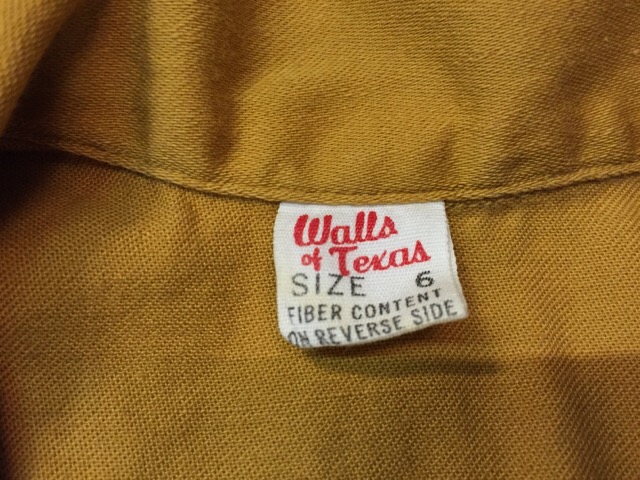 Walls
of Texas
SIZE 6
FIBER CONTENT
ON REVERSE SIDE